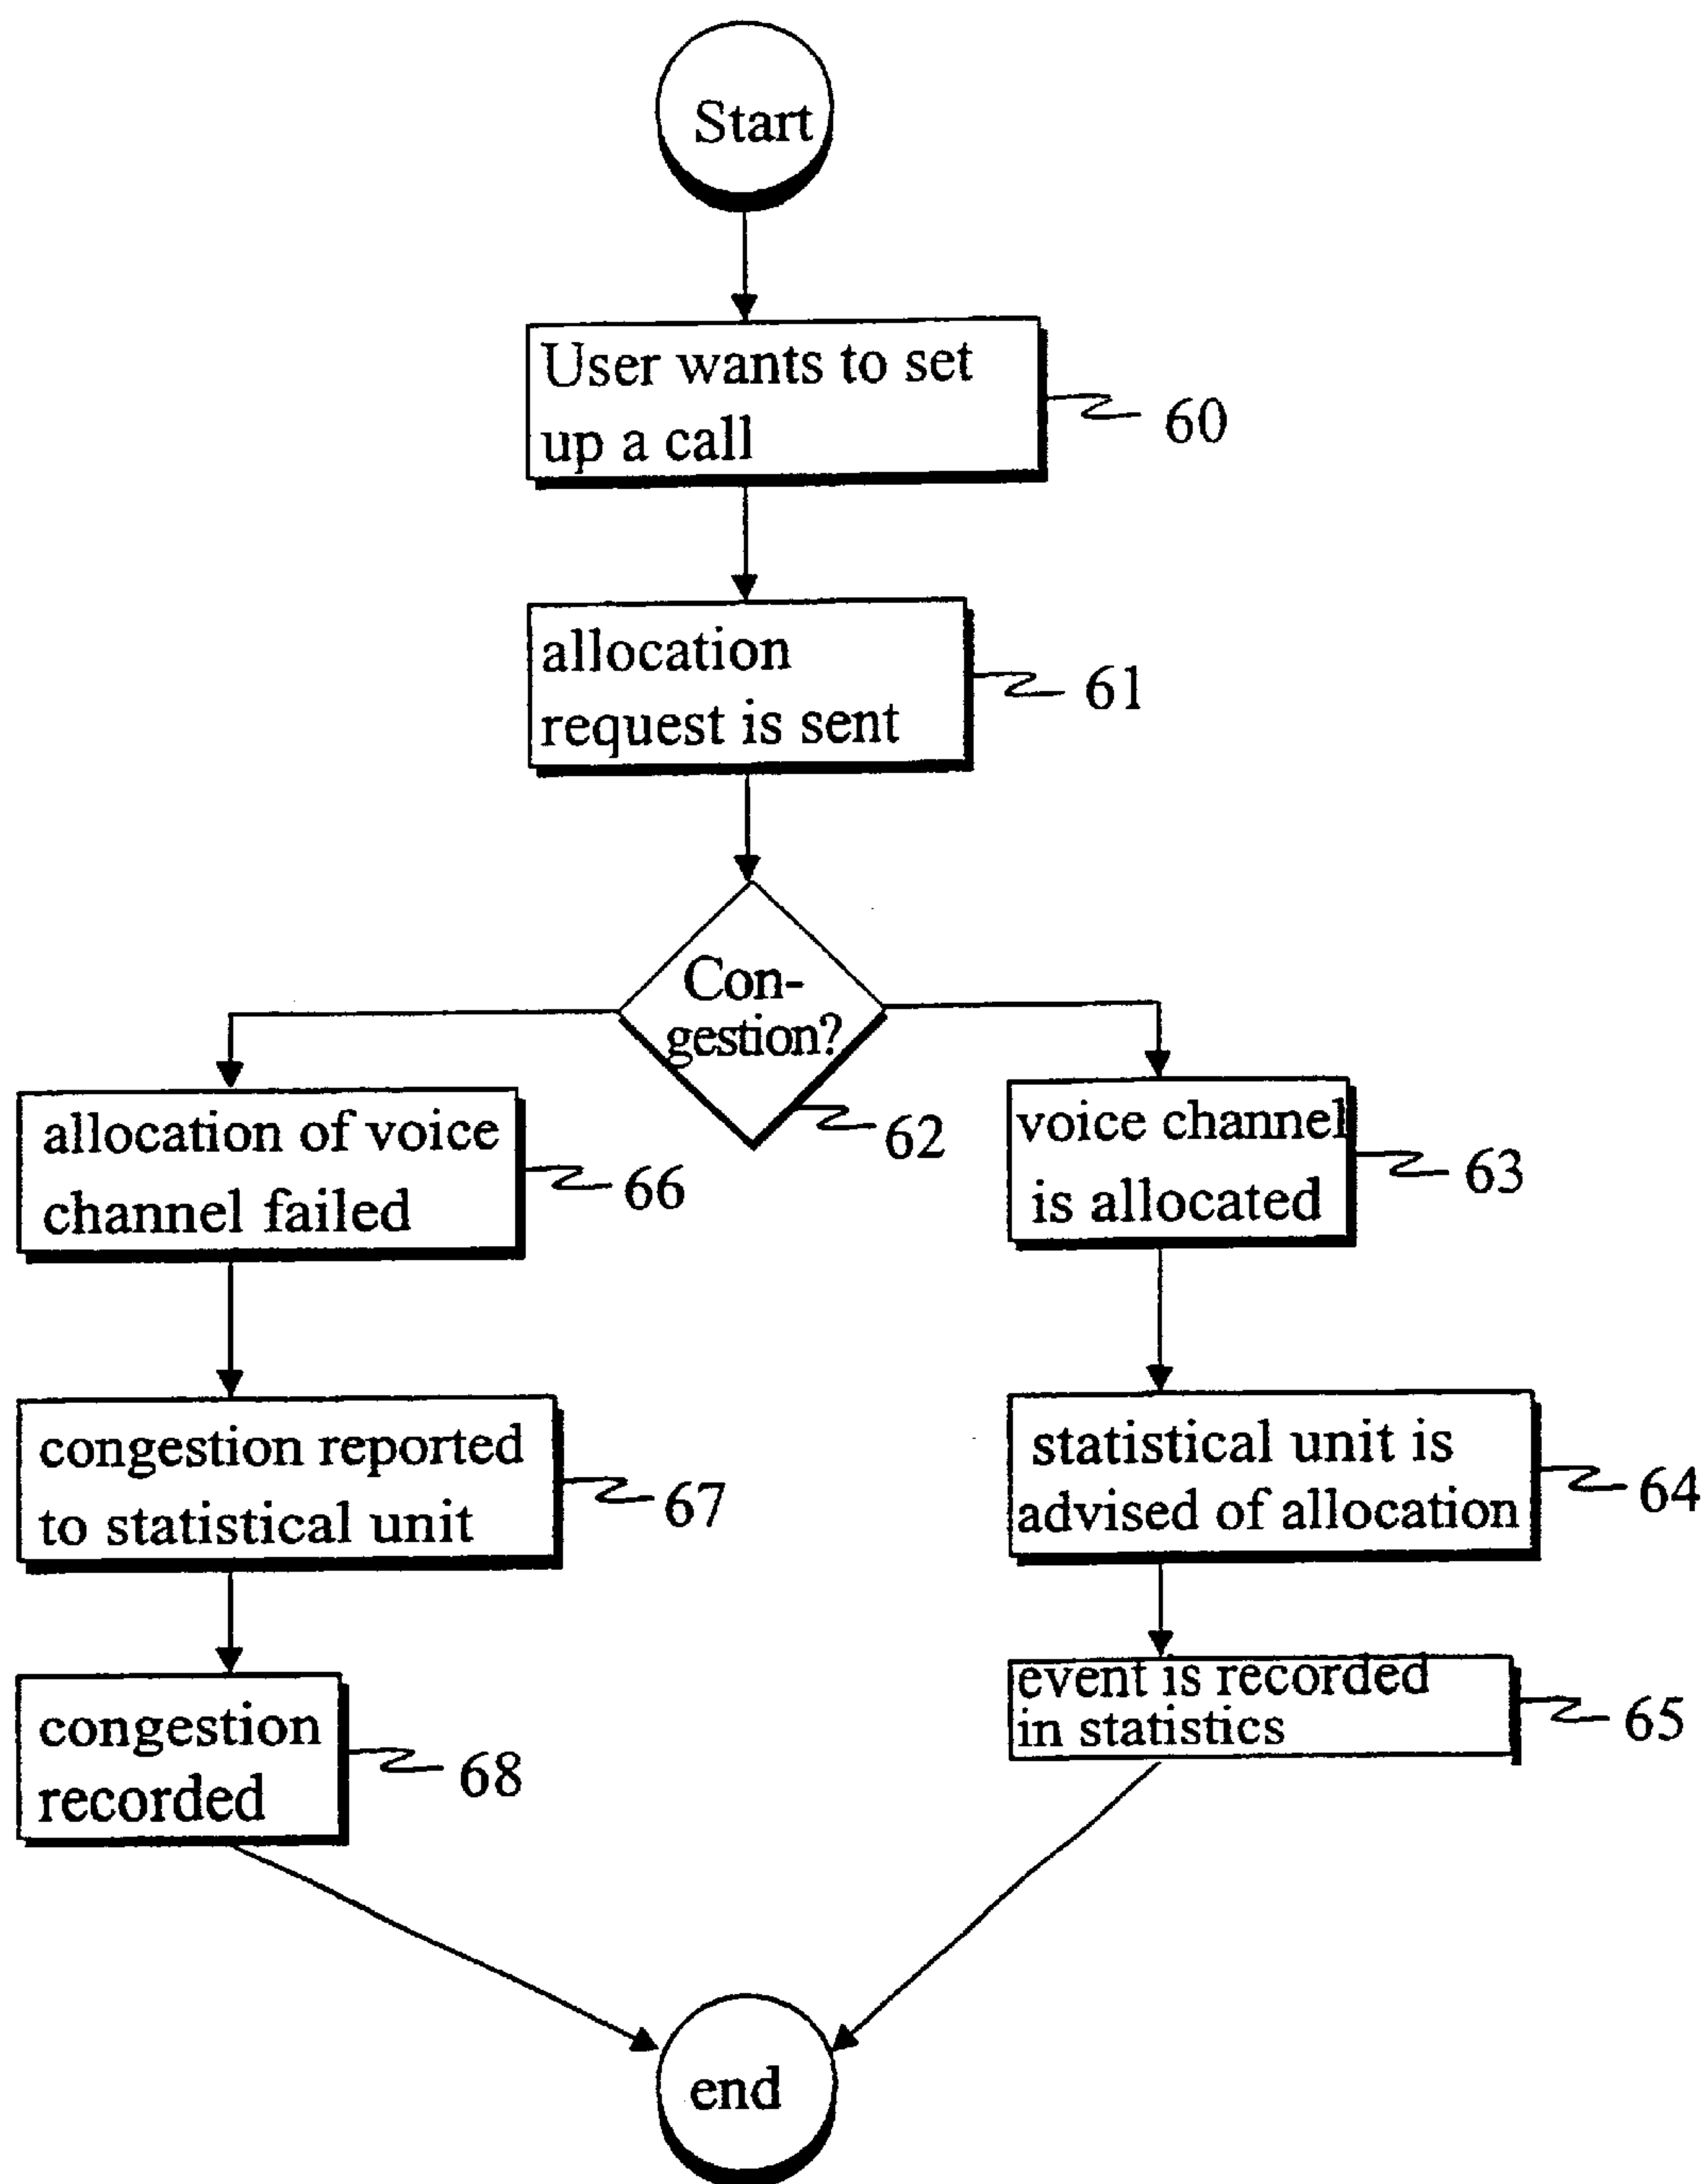 Start
User wants to set
up a call
60
allocation
request is sent
61
Con-
gestion?
62
allocation of voice
channel failed
66
voice channel
is allocated
63
congestion reported
to statistical unit
67
statistical unit is
advised of allocation
64
congestion
recorded
68
event is recorded
in statistics
65
end